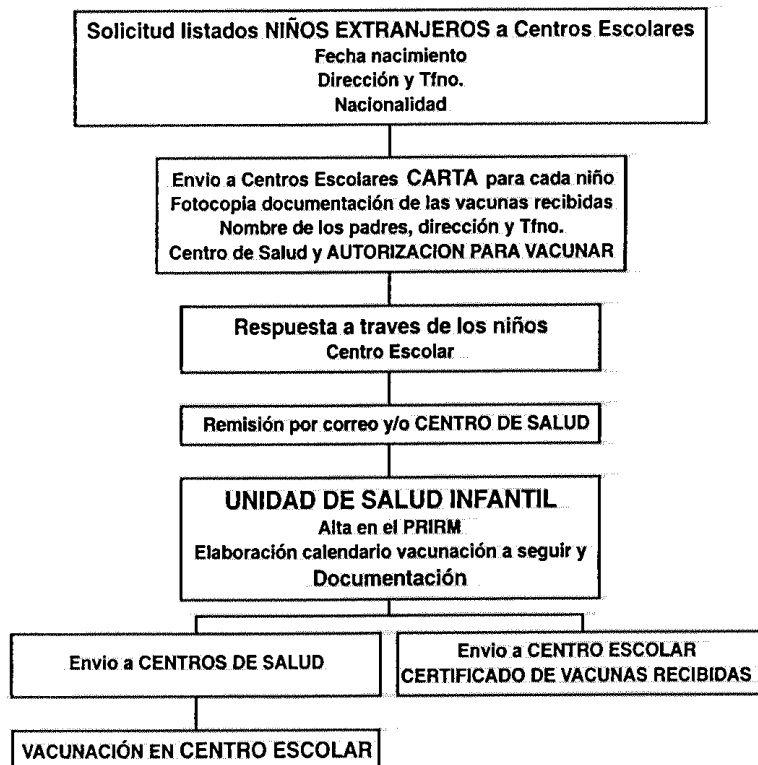 Solicitud listados NIÑOS EXTRANJEROS a Centros Escolares
Fecha nacimiento
Dirección y Tfno.
Nacionalidad
Envio a Centros Escolares CARTA para cada niño
Fotocopia documentación de las vacunas recibidas
Nombre de los padres, dirección y Tfno.
Centro de Salud y AUTORIZACION PARA VACUNAR
Respuesta a traves de los niños
Centro Escolar
Remisión por correo y/o CENTRO DE SALUD
UNIDAD DE SALUD INFANTIL
Alta en el PRIRM
Elaboración calendario vacunación a seguir y
Documentación
Envio a CENTROS DE SALUD
Envio a CENTRO ESCOLAR
CERTIFICADO DE VACUNAS RECIBIDAS
VACUNACIÓN EN CENTRO ESCOLAR